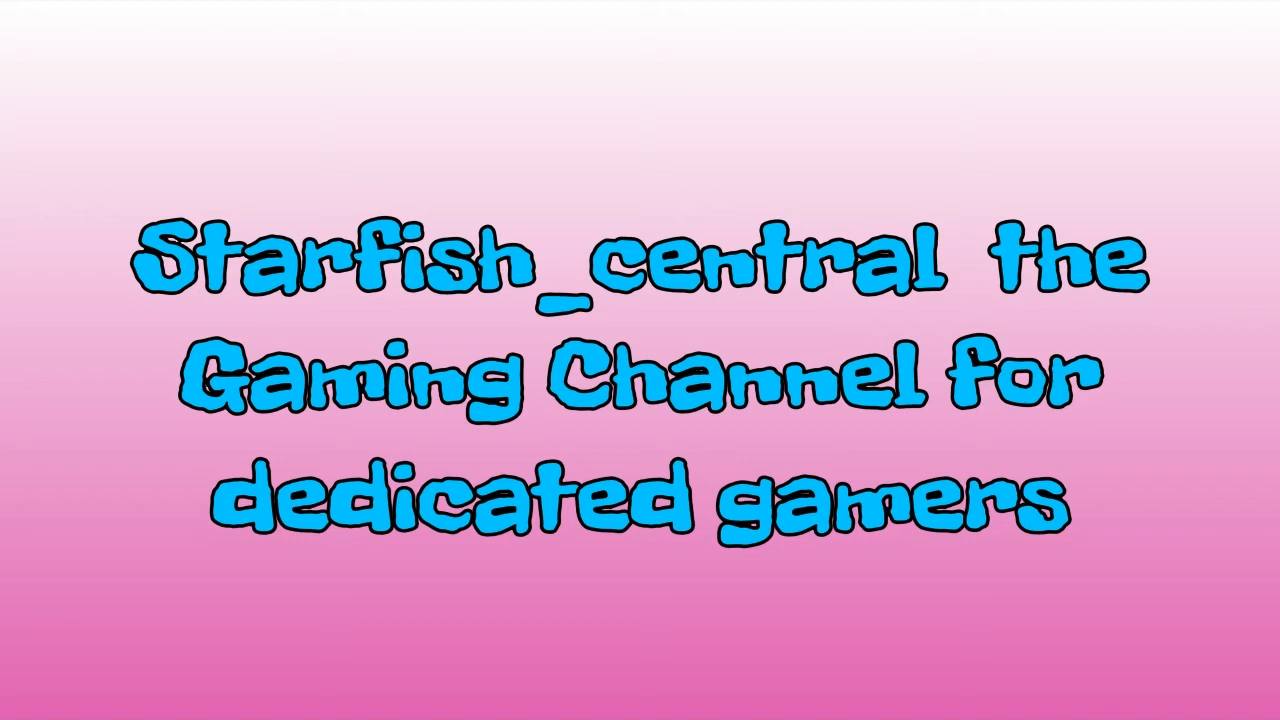 Starfish_central the
Gaming Channel for
dedicated gamers